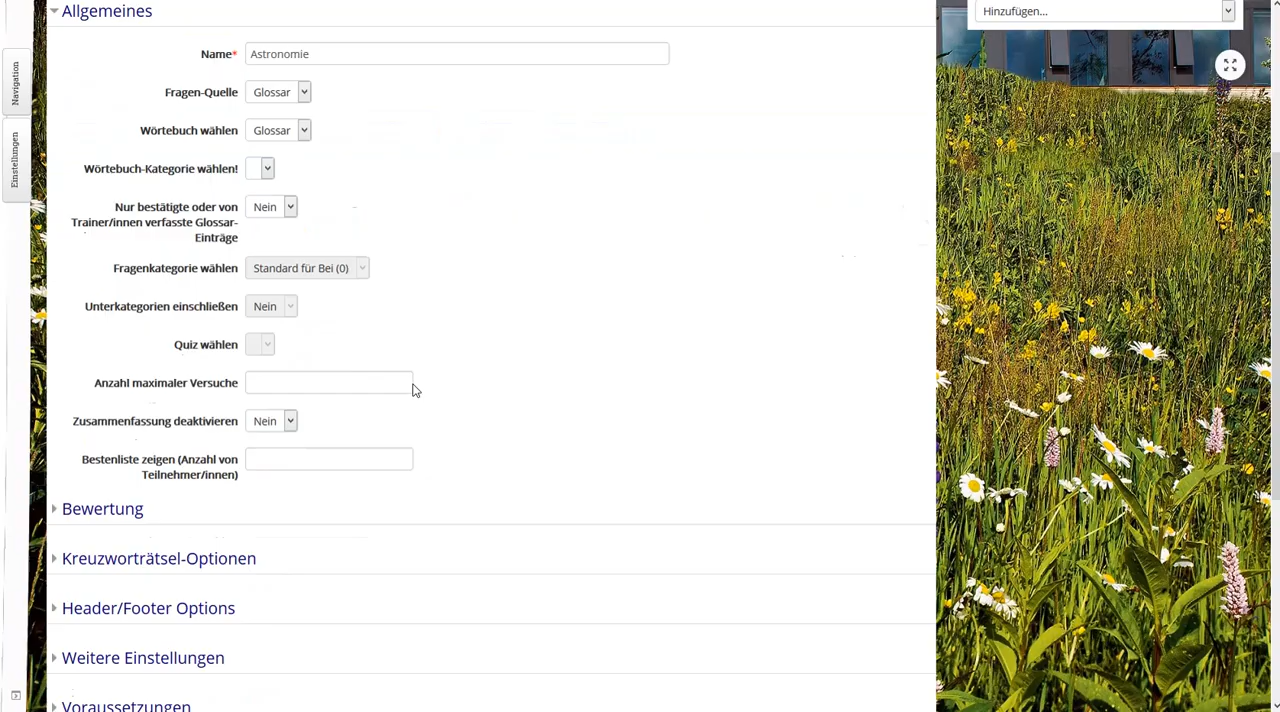 Allgemeines
Hinzufügen...
Navigation
Einstellungen
Name* Astronomie
Fragen-Quelle Glossar
Wörtebuch wählen Glossar
Wörtebuch-Kategorie wählen!
Nur bestätigte oder von Nein
Trainer/innen verfasste Glossar-
Einträge
Fragenkategorie wählen Standard für Bei (0)
Unterkategorien einschließen Nein
Quiz wählen
Anzahl maximaler Versuche
Zusammenfassung deaktivieren Nein
Bestenliste zeigen (Anzahl von
Teilnehmer/innen)
Bewertung
Kreuzworträtsel-Optionen
Header/Footer Options
Weitere Einstellungen
Voraussetzungen